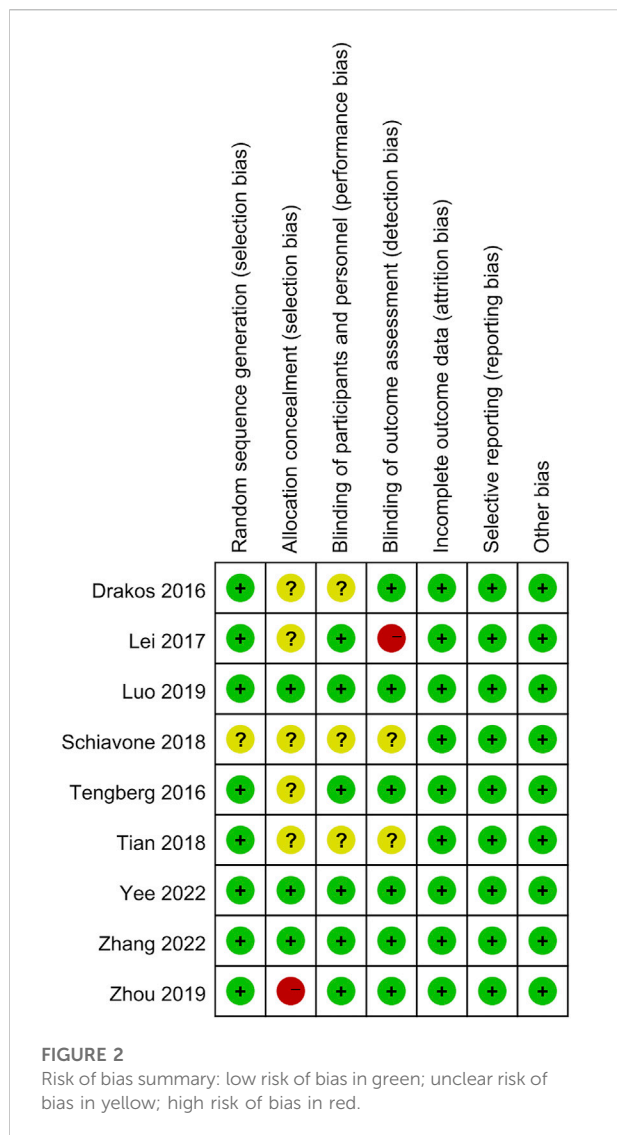 Random sequence generation (selection bias)
Allocation concealment (selection bias)
Blinding of participants and personnel (performance bias)
Blinding of outcome assessment (detection bias)
Incomplete outcome data (attrition bias)
Selective reporting (reporting bias)
Other bias
Drakos 2016 + ? ? + + + +
Lei 2017 + ? + - + + +
Luo 2019 + + + + + + +
Schiavone 2018 ? ? ? ? + + +
Tengberg 2016 + ? + + + + +
Tian 2018 + ? ? ? + + +
Yee 2022 + + + + + + +
Zhang 2022 + + + + + + +
Zhou 2019 + - + + + + +
FIGURE 2
Risk of bias summary: low risk of bias in green; unclear risk of
bias in yellow; high risk of bias in red.